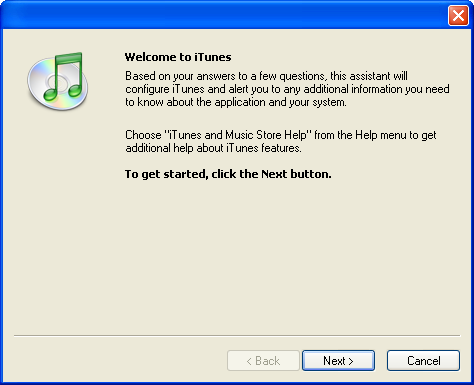 Welcome to iTunes
Based on your answers to a few questions, this assistant will
configure iTunes and alert you to any additional information you need
to know about the application and your system.
Choose "iTunes and Music Store Help" from the Help menu to get
additional help about iTunes features.
To get started, click the Next button.
< Back Next > Cancel